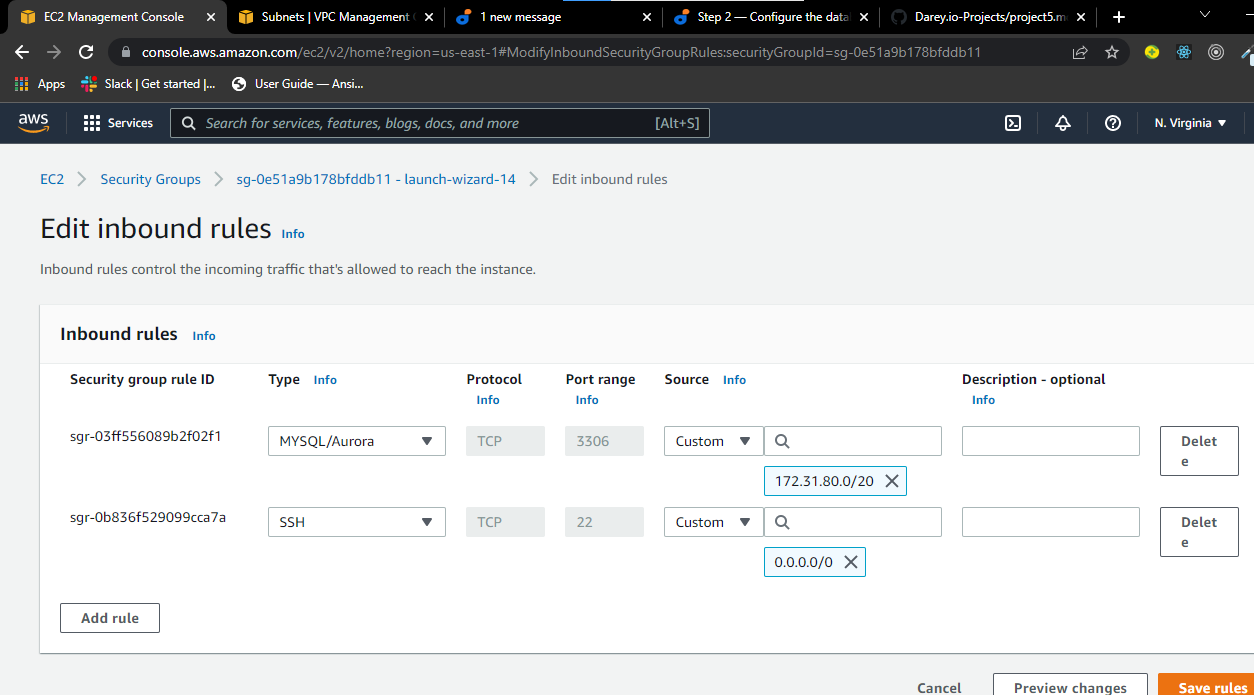 EC2 Management Console
Subnets | VPC Management
1 new message
Step 2 — Configure the data
Darey.io-Projects/project5.m
console.aws.amazon.com/ec2/v2/home?region=us-east-1#ModifyInboundSecurityGroupRules:securityGroupId=sg-0e51a9b178bfddb11
Apps
Slack | Get started |...
User Guide — Ansi...
aws
Services
Search for services, features, blogs, docs, and more
[Alt+S]
N. Virginia
EC2
Security Groups
sg-0e51a9b178bfddb11 - launch-wizard-14
Edit inbound rules
Edit inbound rules Info
Inbound rules control the incoming traffic that's allowed to reach the instance.
Inbound rules Info
Security group rule ID
Type Info
Protocol
Info
Port range
Info
Source Info
Description - optional
Info
sgr-03ff556089b2f02f1
MYSQL/Aurora
TCP
3306
Custom
172.31.80.0/20
Delet
e
sgr-0b836f529099cca7a
SSH
TCP
22
Custom
0.0.0.0/0
Delet
e
Add rule
Cancel
Preview changes
Save rules